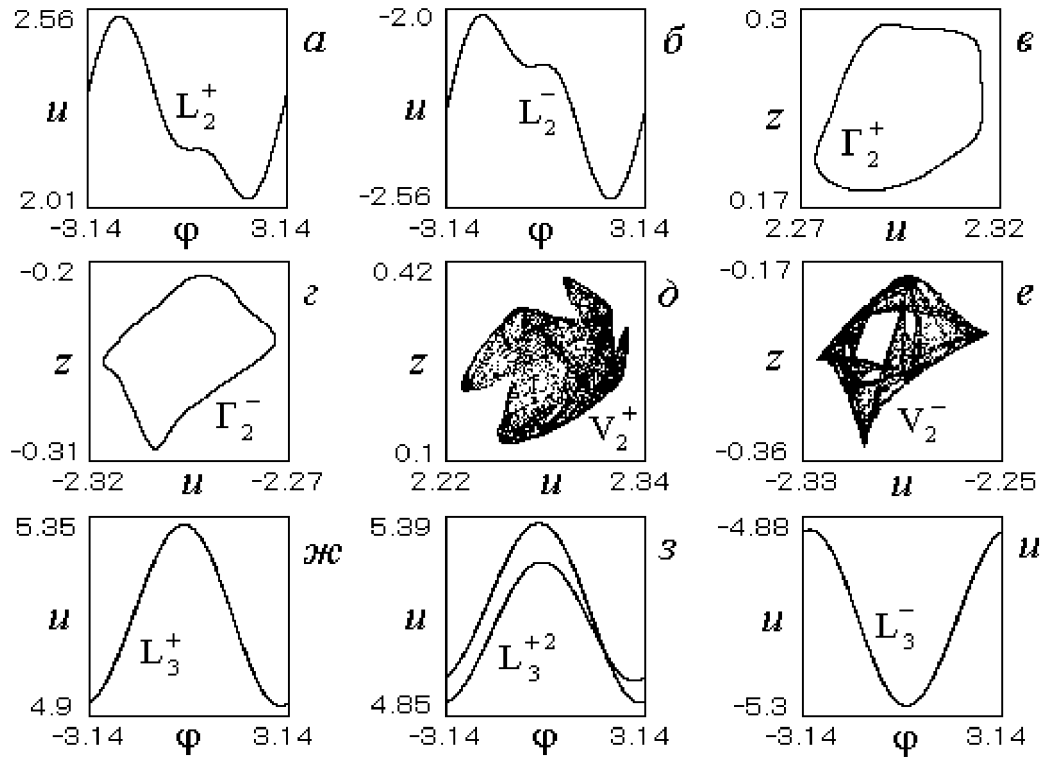 2.56 а
u L₂⁺
2.01
-3.14 φ 3.14
-2.0 б
u L₂⁻
-2.56
-3.14 φ 3.14
0.3 в
z Γ₂⁺
0.17
2.27 u 2.32
-0.2 г
z Γ₂⁻
-0.31
-2.32 u -2.27
0.42 д
z V₂⁺
0.1
2.22 u 2.34
-0.17 е
z V₂⁻
-0.36
-2.33 u -2.25
5.35 ж
u L₃⁺
4.9
-3.14 φ 3.14
5.39 з
u L₃⁺²
4.85
-3.14 φ 3.14
-4.88 и
u L₃⁻
-5.3
-3.14 φ 3.14